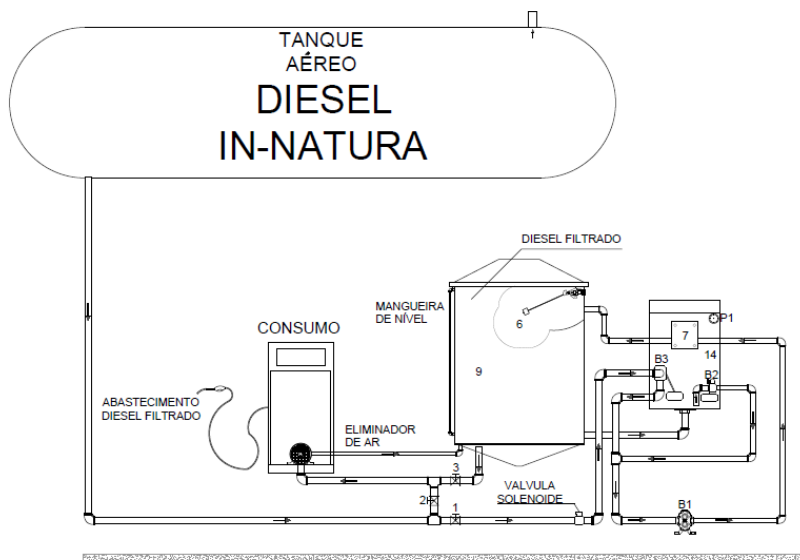 TANQUE
AÉREO
DIESEL
IN-NATURA
DIESEL FILTRADO
MANGUEIRA
DE NÍVEL
6
CONSUMO
P1
7
14
9
B3
B2
ABASTECIMENTO
DIESEL FILTRADO
ELIMINADOR
DE AR
3
VALVULA
SOLENOIDE
2
1
B1